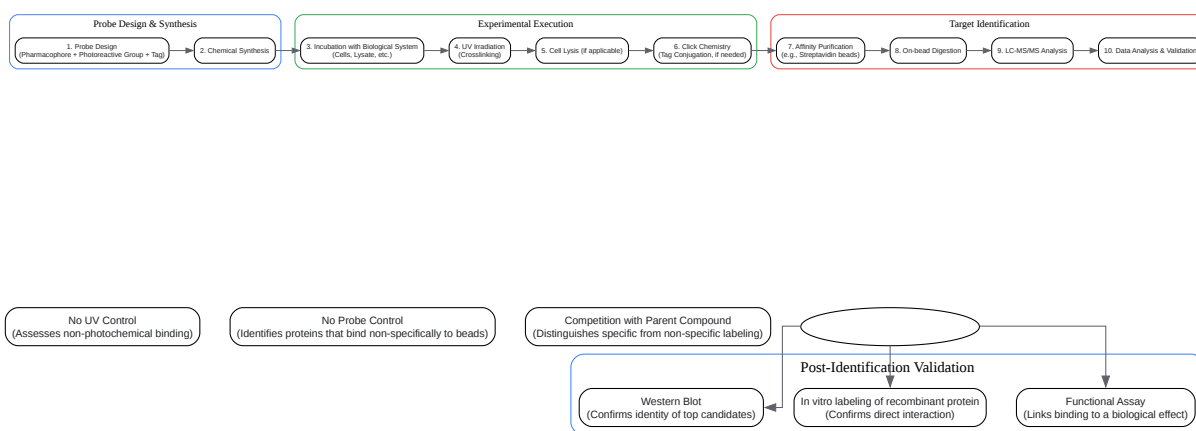 Probe Design & Synthesis
1. Probe Design
(Pharmacophore + Photoreactive Group + Tag)
2. Chemical Synthesis
Experimental Execution
3. Incubation with Biological System
(Cells, Lysate, etc.)
4. UV Irradiation
(Crosslinking)
5. Cell Lysis (if applicable)
6. Click Chemistry
(Tag Conjugation, if needed)
Target Identification
7. Affinity Purification
(e.g., Streptavidin beads)
8. On-bead Digestion
9. LC-MS/MS Analysis
10. Data Analysis & Validation
No UV Control
(Assesses non-photochemical binding)
No Probe Control
(Identifies proteins that bind non-specifically to beads)
Competition with Parent Compound
(Distinguishes specific from non-specific labeling)
Post-Identification Validation
Western Blot
(Confirms identity of top candidates)
In vitro labeling of recombinant protein
(Confirms direct interaction)
Functional Assay
(Links binding to a biological effect)